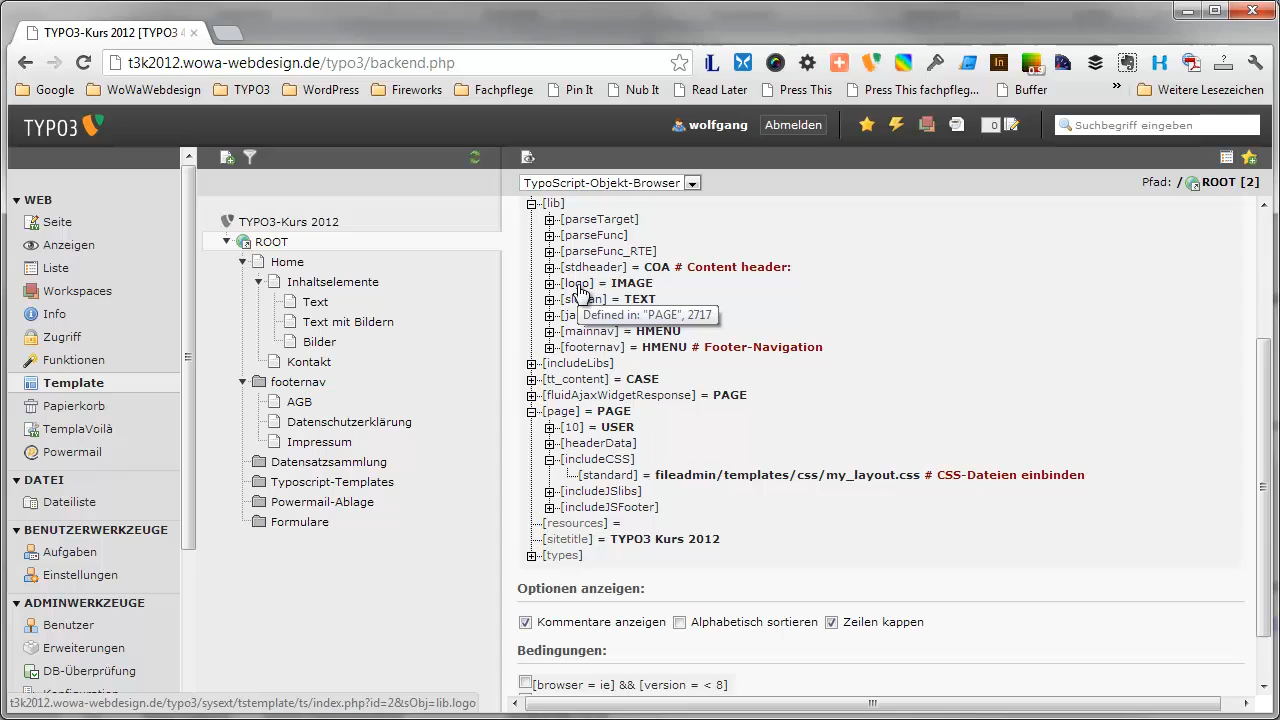 TYPO3-Kurs 2012 [TYPO3 4
t3k2012.wowa-webdesign.de/typo3/backend.php
Google
WoWaWebdesign
TYPO3
WordPress
Fireworks
Fachpflege
Pin It
Nub It
Read Later
Press This
Press This fachpfleg...
Buffer
»
Weitere Lesezeichen
TYPO3
wolfgang
Abmelden
0
Suchbegriff eingeben
TypoScript-Objekt-Browser
Pfad: ROOT [2]
WEB
Seite
Anzeigen
Liste
Workspaces
Info
Zugriff
Funktionen
Template
Papierkorb
TemplaVoilà
Powermail
DATEI
Dateiliste
BENUTZERWERKZEUGE
Aufgaben
Einstellungen
ADMINWERKZEUGE
Benutzer
Erweiterungen
DB-Überprüfung
TYPO3-Kurs 2012
ROOT
Home
Inhaltselemente
Text
Text mit Bildern
Bilder
Kontakt
footernav
AGB
Datenschutzerklärung
Impressum
Datensatzsammlung
Typoscript-Templates
Powermail-Ablage
Formulare
[lib]
[parseTarget]
[parseFunc]
[parseFunc_RTE]
[stdheader] = COA # Content header:
[logo] = IMAGE
= TEXT
Defined in: "PAGE", 2717
[mainnav] = HMENU
[footernav] = HMENU # Footer-Navigation
[includeLibs]
[tt_content] = CASE
[fluidAjaxWidgetResponse] = PAGE
[page] = PAGE
[10] = USER
[headerData]
[includeCSS]
[standard] = fileadmin/templates/css/my_layout.css # CSS-Dateien einbinden
[includeJSlibs]
[includeJSFooter]
[resources] =
[sitetitle] = TYPO3 Kurs 2012
[types]
Optionen anzeigen:
Kommentare anzeigen
Alphabetisch sortieren
Zeilen kappen
Bedingungen:
[browser = ie] && [version = < 8]
t3k2012.wowa-webdesign.de/typo3/sysext/tstemplate/ts/index.php?id=2&sObj=lib.logo